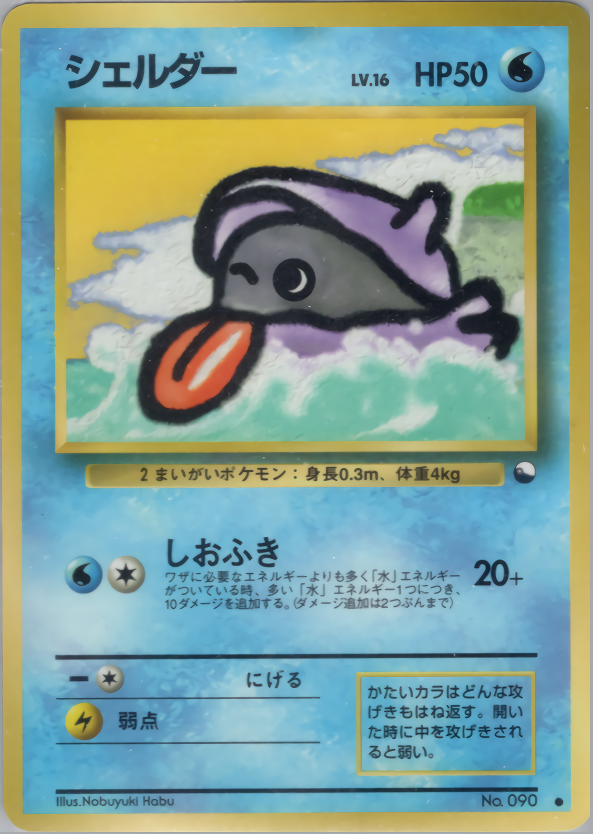 シェルダー LV.16 HP50
2まいがいポケモン：身長0.3m、体重4kg
しおふき 20+
ワザに必要なエネルギーよりも多く「水」エネルギー
がついている時、多い「水」エネルギー1つにつき、
10ダメージを追加する。(ダメージ追加は2つぶんまで)
ー にげる
弱点
かたいカラはどんな攻
げきもはね返す。開い
た時に中を攻げきされ
ると弱い。
Illus.Nobuyuki Habu No. 090